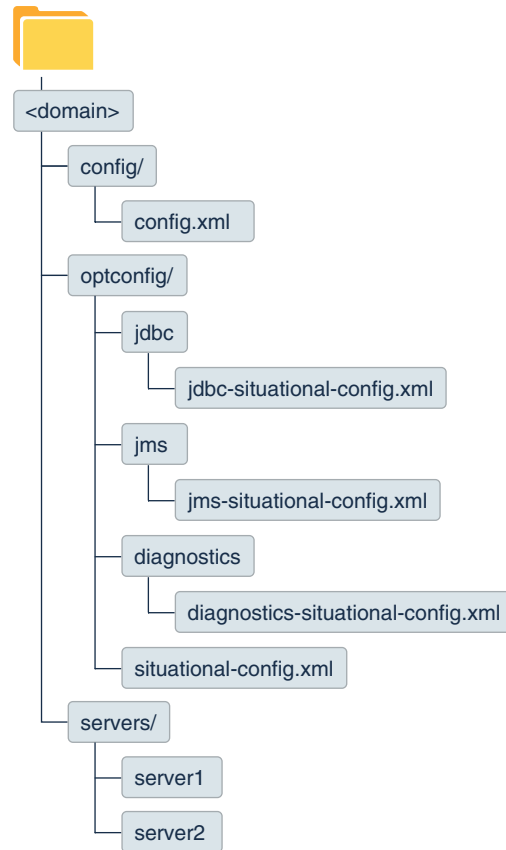 <domain>
config/
config.xml
optconfig/
jdbc
jdbc-situational-config.xml
jms
jms-situational-config.xml
diagnostics
diagnostics-situational-config.xml
situational-config.xml
servers/
server1
server2